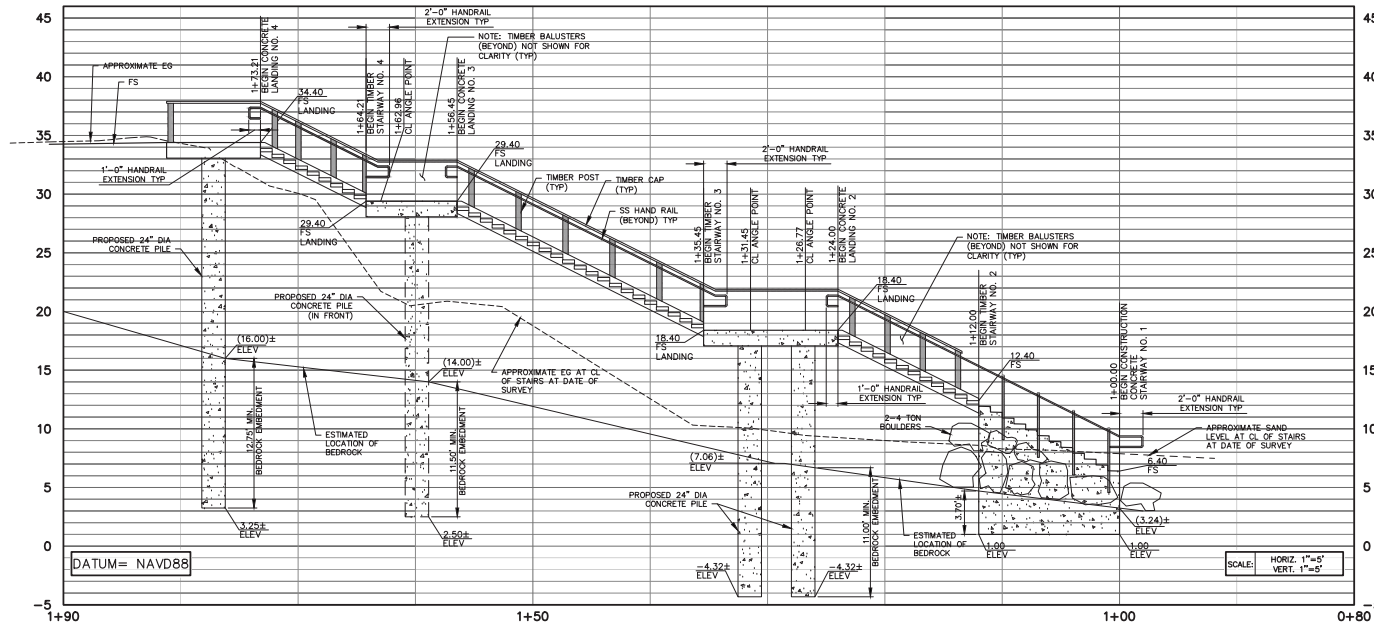 45
40
35
30
25
20
15
10
5
0
-5
APPROXIMATE EG
FS
1+73.21
BEGIN CONCRETE
LANDING NO. 4
34.40
FS
LANDING
2'-0" HANDRAIL
EXTENSION TYP
1+64.21
BEGIN TIMBER
STAIRWAY NO. 4
1+62.96
CL ANGLE POINT
NOTE: TIMBER BALUSTERS
(BEYOND) NOT SHOWN FOR
CLARITY (TYP)
1+56.45
BEGIN CONCRETE
LANDING NO. 3
29.40
FS
LANDING
1'-0" HANDRAIL
EXTENSION TYP
29.40
FS
LANDING
TIMBER POST
(TYP)
TIMBER CAP
(TYP)
SS HAND RAIL
(BEYOND) TYP
2'-0" HANDRAIL
EXTENSION TYP
1+35.45
BEGIN TIMBER
STAIRWAY NO. 3
1+31.45
CL ANGLE POINT
1+26.77
CL ANGLE POINT
1+24.00
BEGIN CONCRETE
LANDING NO. 2
18.40
FS
LANDING
NOTE: TIMBER BALUSTERS
(BEYOND) NOT SHOWN FOR
CLARITY (TYP)
1+12.00
BEGIN TIMBER
STAIRWAY NO. 2
1+00.00
BEGIN CONSTRUCTION
CONCRETE
STAIRWAY NO. 1
PROPOSED 24" DIA
CONCRETE PILE
PROPOSED 24" DIA
CONCRETE PILE
(IN FRONT)
18.40
FS
LANDING
12.40
FS
(16.00)±
ELEV
(14.00)±
ELEV
APPROXIMATE EG AT CL
OF STAIRS AT DATE OF
SURVEY
1'-0" HANDRAIL
EXTENSION TYP
2'-0" HANDRAIL
EXTENSION TYP
2-4 TON
BOULDERS
APPROXIMATE SAND
LEVEL AT CL OF STAIRS
AT DATE OF SURVEY
12.75' MIN.
BEDROCK EMBEDMENT
ESTIMATED
LOCATION OF
BEDROCK
11.50' MIN.
BEDROCK EMBEDMENT
(7.06)±
ELEV
6.40
FS
PROPOSED 24" DIA
CONCRETE PILE
11.00' MIN.
BEDROCK EMBEDMENT
3.70'±
3.25±
ELEV
2.50±
ELEV
ESTIMATED
LOCATION OF
BEDROCK
(3.24)±
ELEV
1.00
ELEV
1.00
ELEV
-4.32±
ELEV
-4.32±
ELEV
DATUM= NAVD88
SCALE:
HORIZ. 1"=5'
VERT. 1"=5'
45
40
35
30
25
20
15
10
5
0
1+90
1+50
1+00
0+80